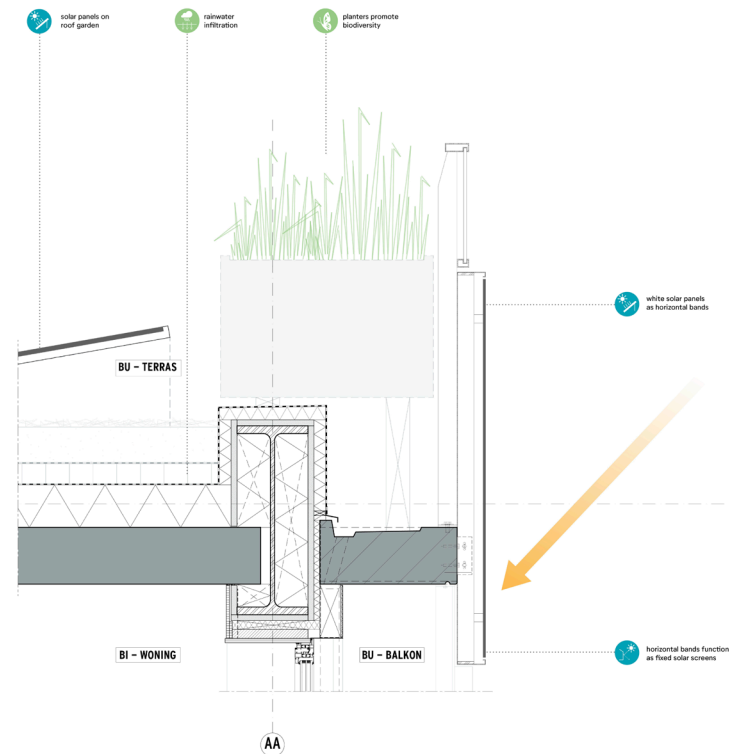 solar panels on
roof garden
rainwater
infiltration
planters promote
biodiversity
white solar panels
as horizontal bands
BU – TERRAS
BI – WONING
BU – BALKON
horizontal bands function
as fixed solar screens
AA